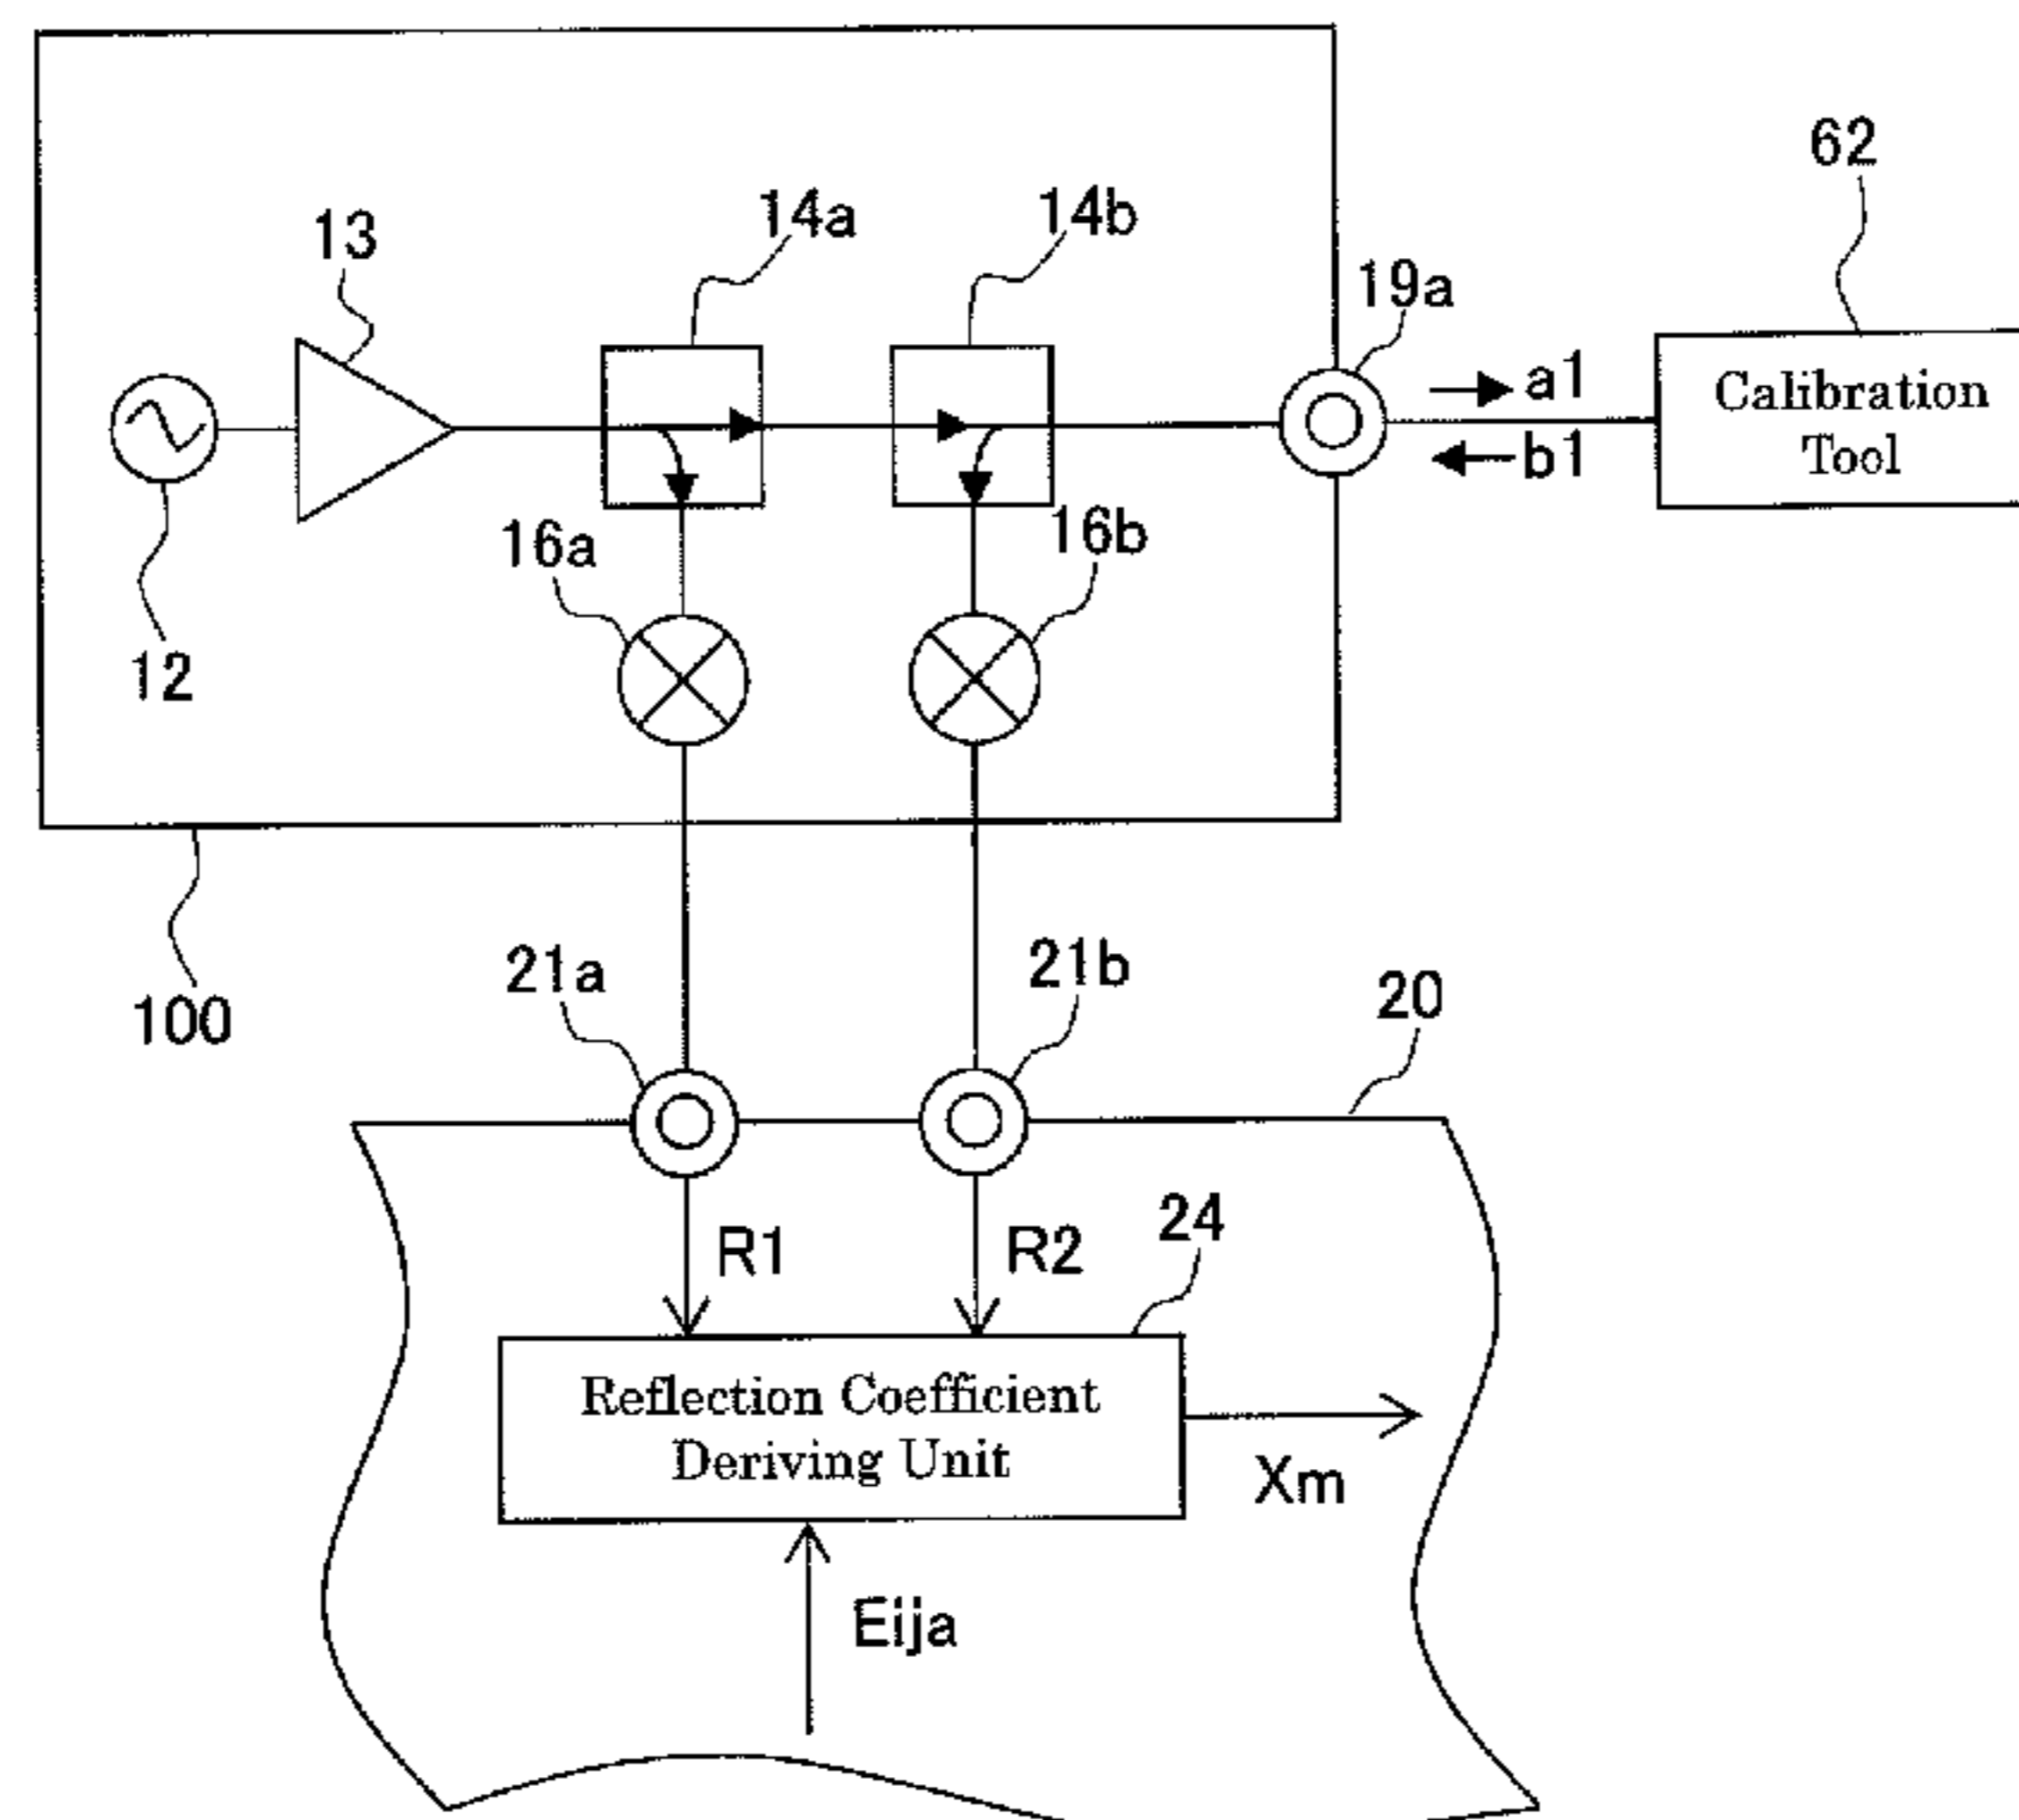 62
14a
14b
13
19a
a1
Calibration
Tool
b1
16a
16b
12
21a
21b
20
100
24
R1
R2
Reflection Coefficient
Deriving Unit
Xm
Eija